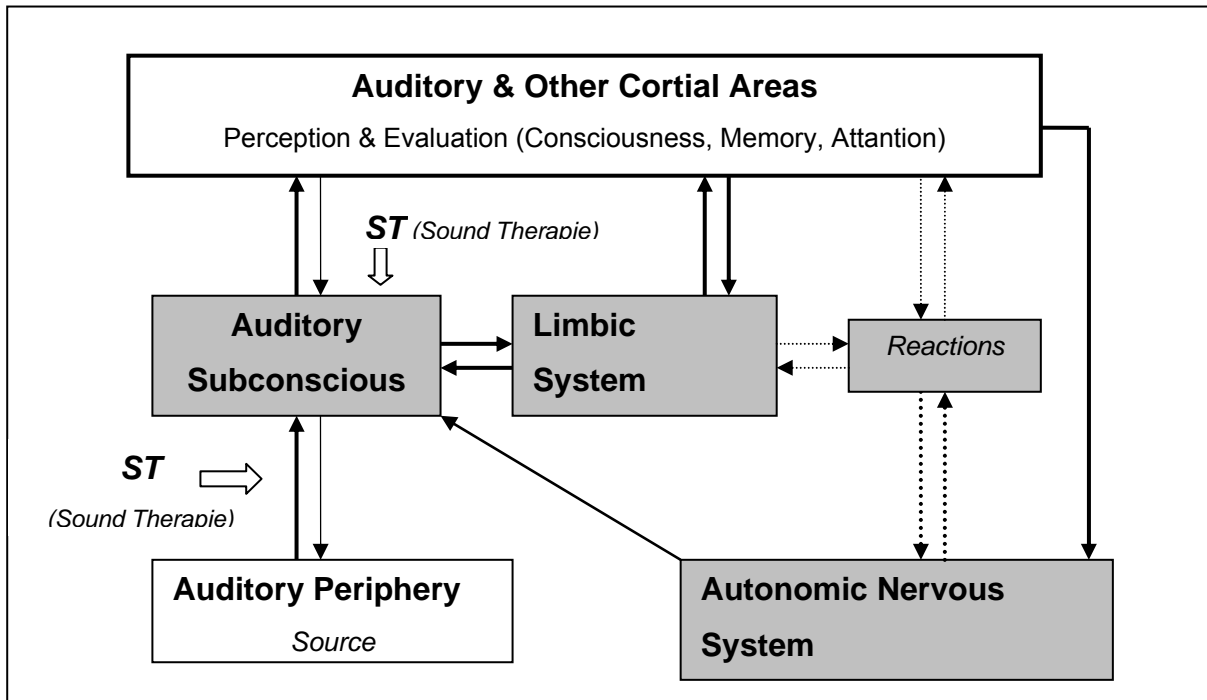 Auditory & Other Cortial Areas
Perception & Evaluation (Consciousness, Memory, Attantion)
ST (Sound Therapie)
Auditory
Subconscious
Limbic
System
Reactions
ST
(Sound Therapie)
Auditory Periphery
Source
Autonomic Nervous
System